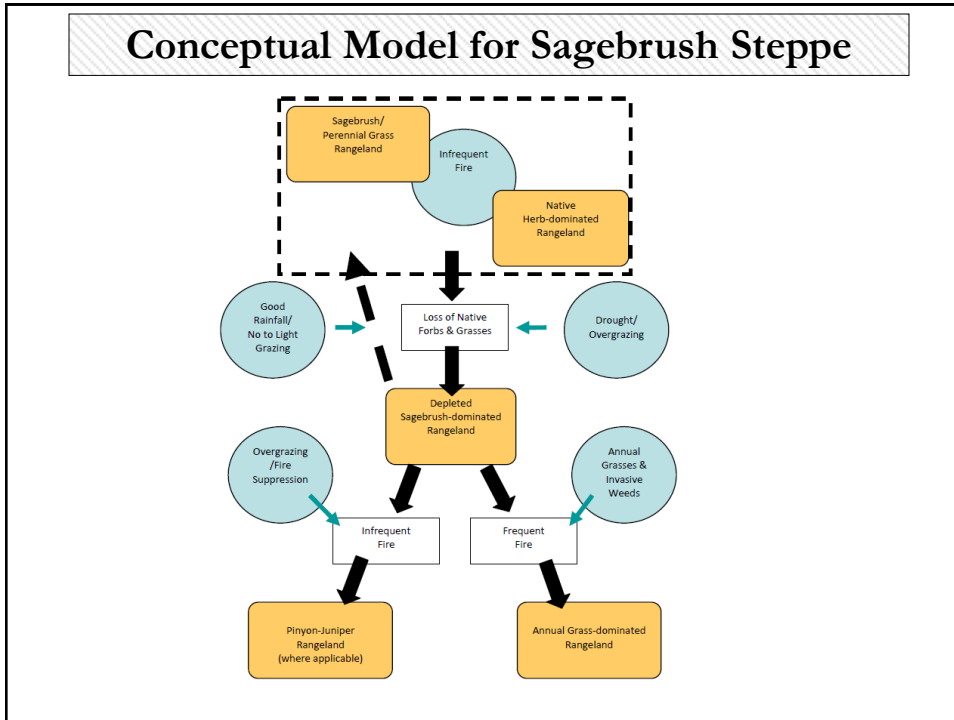 Conceptual Model for Sagebrush Steppe
Sagebrush/
Perennial Grass
Rangeland
Infrequent
Fire
Native
Herb-dominated
Rangeland
Good
Rainfall/
No to Light
Grazing
Loss of Native
Forbs & Grasses
Drought/
Overgrazing
Depleted
Sagebrush-dominated
Rangeland
Overgrazing
/Fire
Suppression
Annual
Grasses &
Invasive
Weeds
Infrequent
Fire
Frequent
Fire
Pinyon-Juniper
Rangeland
(where applicable)
Annual Grass-dominated
Rangeland